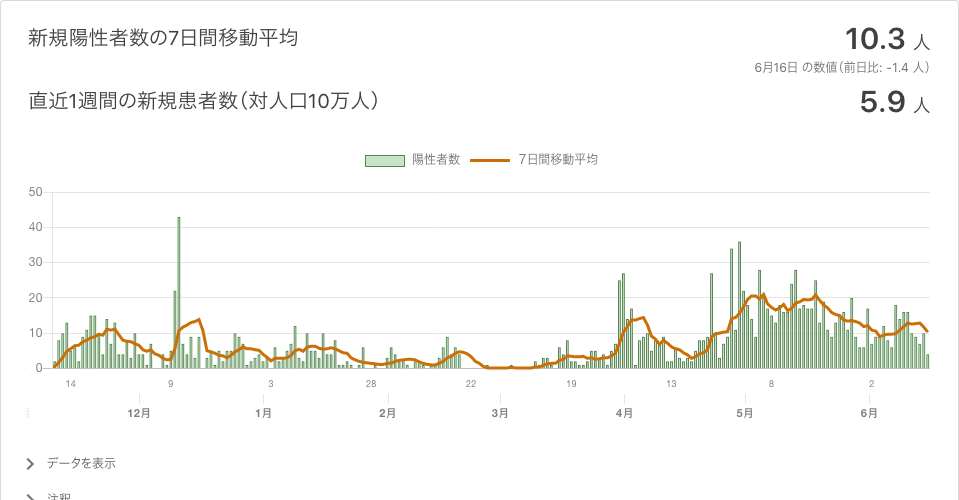 新規陽性者数の7日間移動平均
10.3 人
6月16日 の数値（前日比: -1.4 人）
直近1週間の新規患者数（対人口10万人）
5.9 人
陽性者数 7日間移動平均
50
40
30
20
10
0
14 9 3 28 22 19 13 8 2
12月 1月 2月 3月 4月 5月 6月
データを表示
注釈